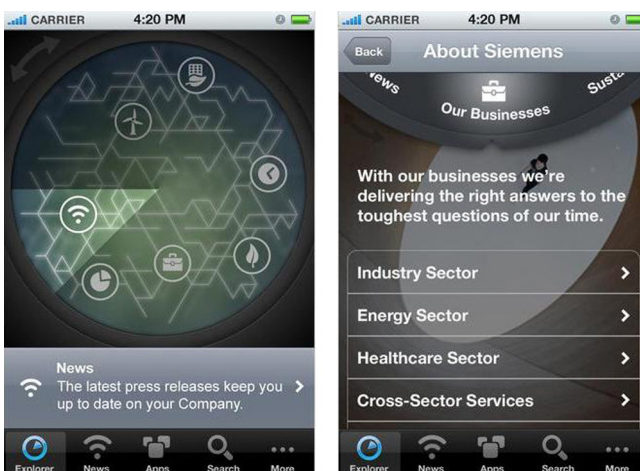 CARRIER 4:20 PM
News
The latest press releases keep you
up to date on your Company.
Explorer News Apps Search More
CARRIER 4:20 PM
Back About Siemens
News Our Businesses Susta
With our businesses we're
delivering the right answers to the
toughest questions of our time.
Industry Sector
Energy Sector
Healthcare Sector
Cross-Sector Services
Explorer News Apps Search More